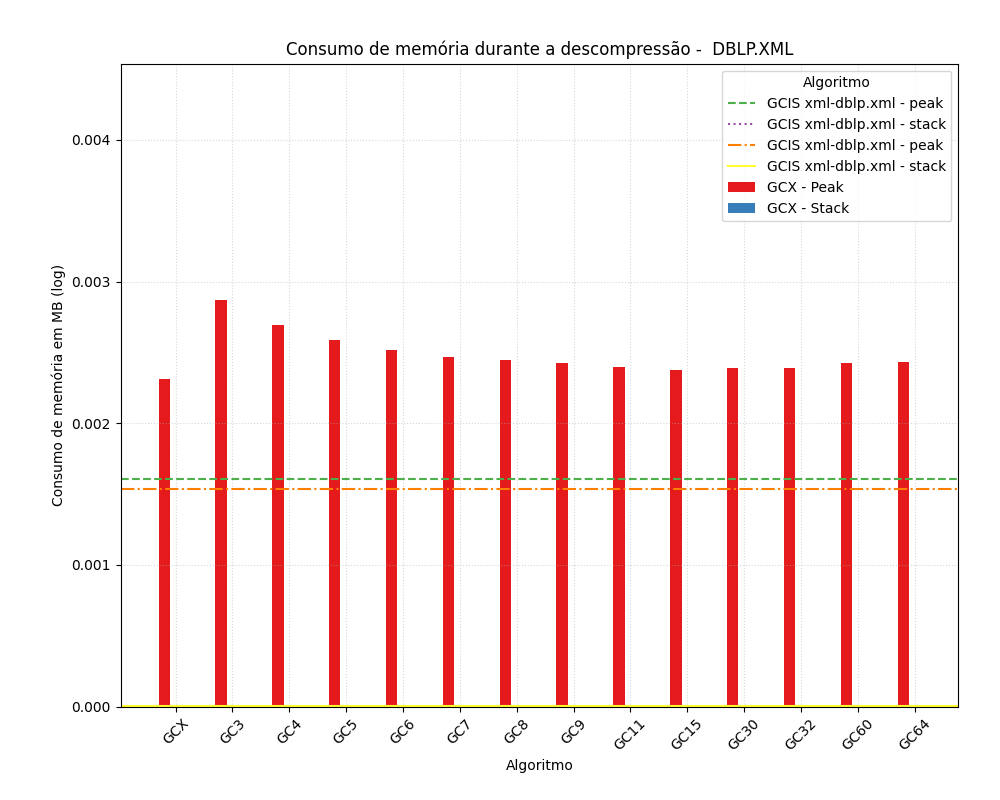 Consumo de memória durante a descompressão -  DBLP.XML
Algoritmo
GCIS xml-dblp.xml - peak
GCIS xml-dblp.xml - stack
GCIS xml-dblp.xml - peak
GCIS xml-dblp.xml - stack
GCX - Peak
GCX - Stack
Consumo de memória em MB (log)
0.004
0.003
0.002
0.001
0.000
GCX
GC3
GC4
GC5
GC6
GC7
GC8
GC9
GC11
GC15
GC30
GC32
GC60
GC64
Algoritmo